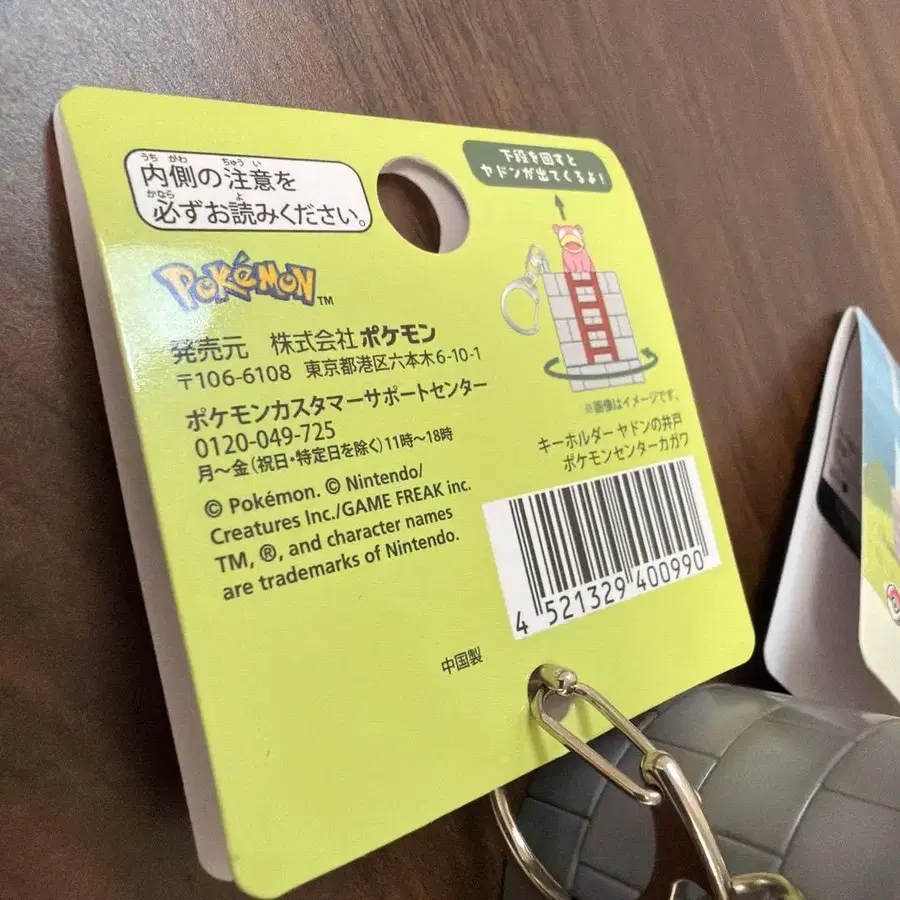 内側の注意を
必ずお読みください。
Pokémon™
発売元　株式会社ポケモン
〒106-6108 東京都港区六本木6-10-1
ポケモンカスタマーサポートセンター
0120-049-725
月～金(祝日・特定日を除く)11時～18時
© Pokémon. © Nintendo/
Creatures Inc./GAME FREAK inc.
TM, ®, and character names
are trademarks of Nintendo.
下段を回すと
ヤドンが出てくるよ!
※画像はイメージです。
キーホルダー ヤドンの井戸
ポケモンセンターカガワ
4 521329 400990
中国製